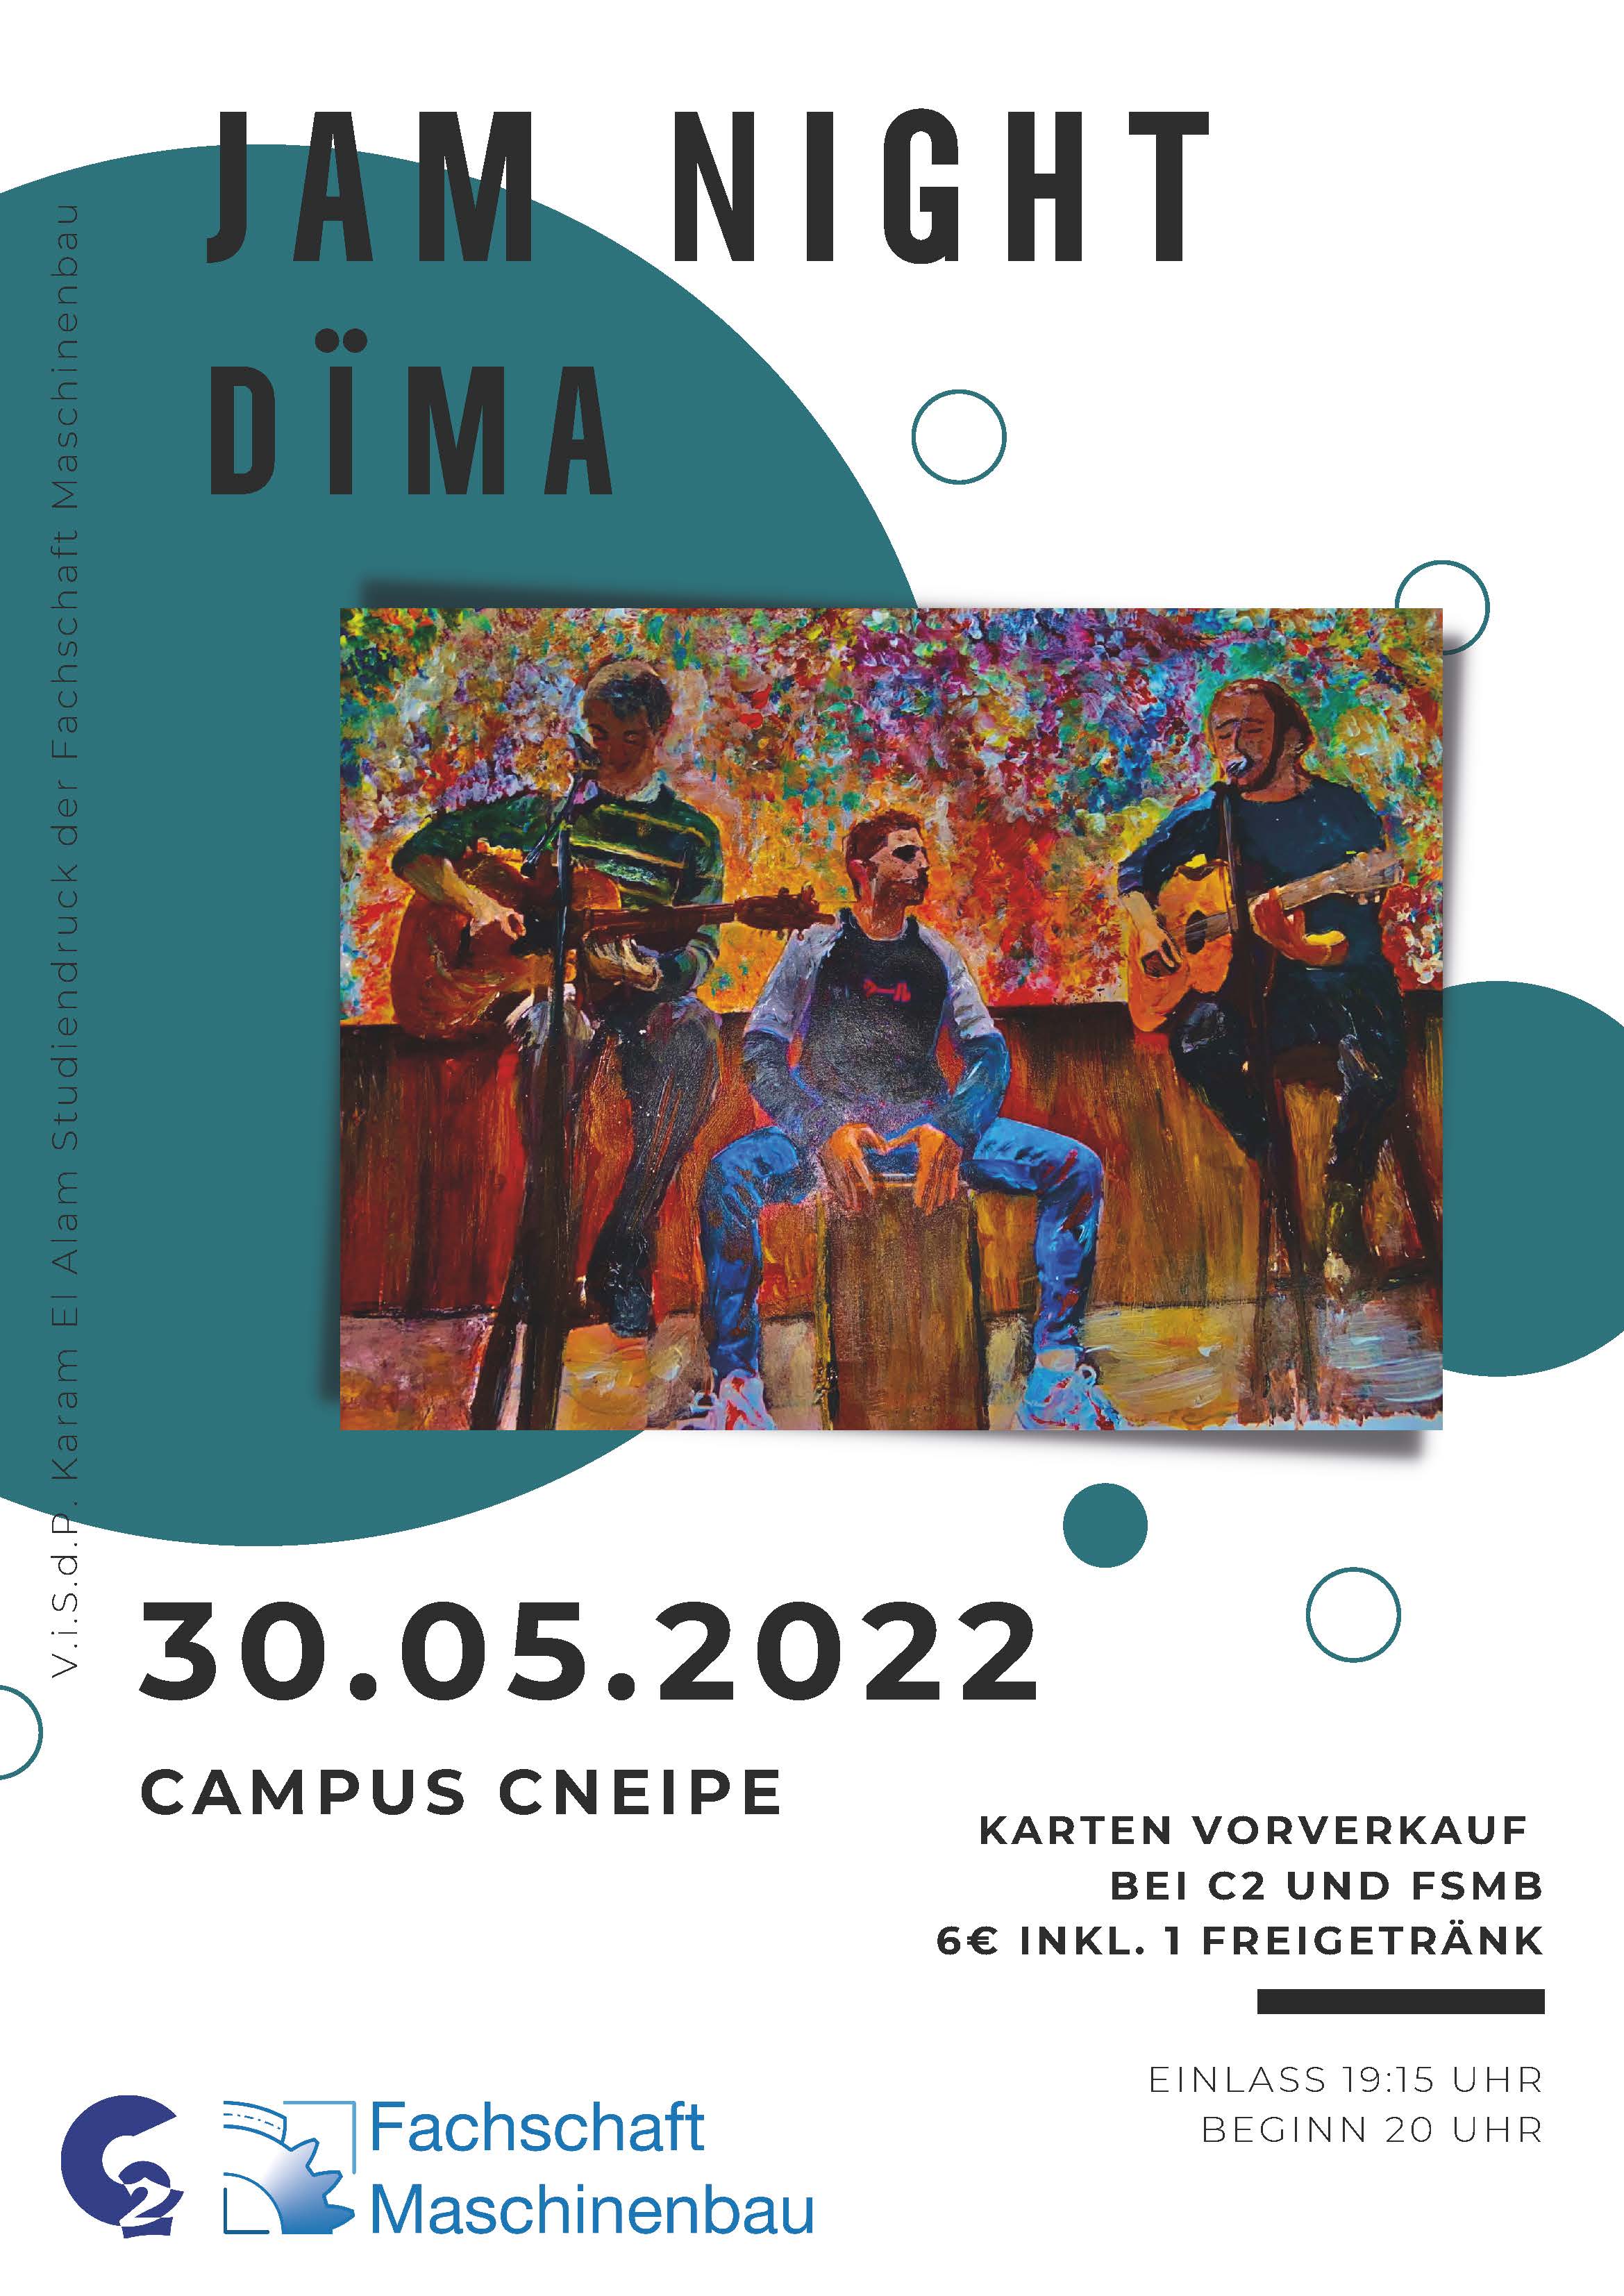 JAM NIGHT
DÏMA
V.i.S.d.P. Karam El Alam Studiendruck der Fachschaft Maschinenbau
30.05.2022
CAMPUS CNEIPE
KARTEN VORVERKAUF
BEI C2 UND FSMB
6€ INKL. 1 FREIGETRÄNK
EINLASS 19:15 UHR
BEGINN 20 UHR
C2
Fachschaft
Maschinenbau